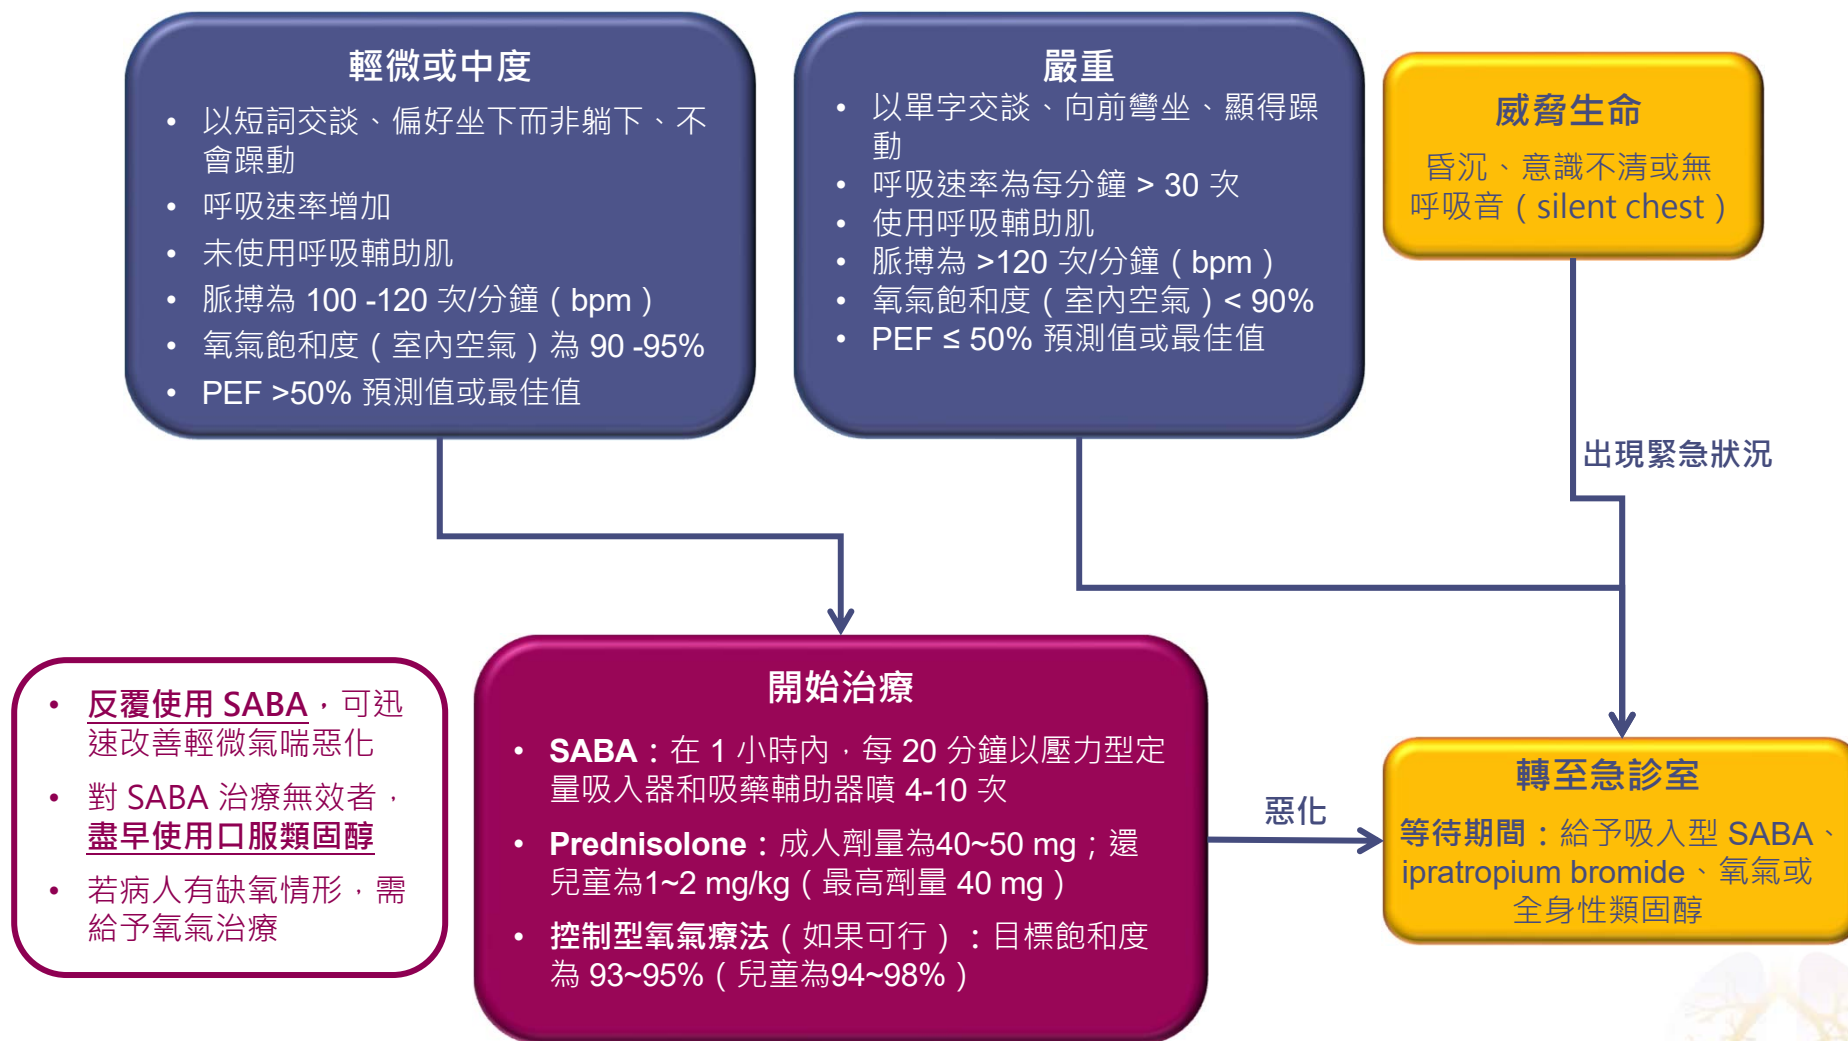 輕微或中度
• 以短詞交談、偏好坐下而非躺下、不
會躁動
• 呼吸速率增加
• 未使用呼吸輔助肌
• 脈搏為 100 -120 次/分鐘（bpm）
• 氧氣飽和度（室內空氣）為 90 -95%
• PEF >50% 預測值或最佳值
嚴重
• 以單字交談、向前彎坐、顯得躁
動
• 呼吸速率為每分鐘 > 30 次
• 使用呼吸輔助肌
• 脈搏為 >120 次/分鐘（bpm）
• 氧氣飽和度（室內空氣）< 90%
• PEF ≤ 50% 預測值或最佳值
威脅生命
昏沉、意識不清或無
呼吸音（silent chest）
出現緊急狀況
• 反覆使用 SABA，可迅
速改善輕微氣喘惡化
• 對 SABA 治療無效者，
盡早使用口服類固醇
• 若病人有缺氧情形，需
給予氧氣治療
開始治療
• SABA：在 1 小時內，每 20 分鐘以壓力型定
量吸入器和吸藥輔助器噴 4-10 次
• Prednisolone：成人劑量為40~50 mg；還
兒童為1~2 mg/kg（最高劑量 40 mg）
• 控制型氧氣療法（如果可行）：目標飽和度
為 93~95%（兒童為94~98%）
惡化
轉至急診室
等待期間：給予吸入型 SABA、
ipratropium bromide、氧氣或
全身性類固醇